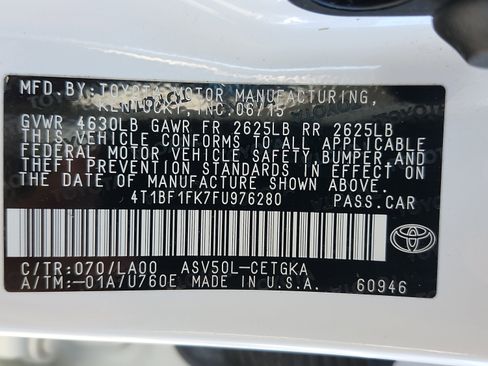 MFD.BY:TOYOTA MOTOR MANUFACTURING,
KENTUCKY, INC. 06/15
GVWR 4630LB GAWR FR 2625LB RR 2625LB
THIS VEHICLE CONFORMS TO ALL APPLICABLE
FEDERAL MOTOR VEHICLE SAFETY,BUMPER,AND
THEFT PREVENTION STANDARDS IN EFFECT ON
THE DATE OF MANUFACTURE SHOWN ABOVE.
4T1BF1FK7FU976280 PASS.CAR
C/TR:070/LA00 ASV50L-CETGKA
A/TM:-01A/U760E MADE IN U.S.A. 60946